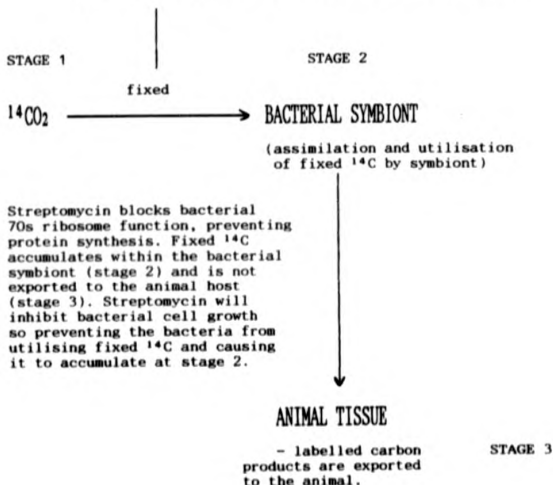 STAGE 1
STAGE 2
fixed
¹⁴CO₂
BACTERIAL SYMBIONT
(assimilation and utilisation
of fixed ¹⁴C by symbiont)
Streptomycin blocks bacterial
70s ribosome function, preventing
protein synthesis. Fixed ¹⁴C
accumulates within the bacterial
symbiont (stage 2) and is not
exported to the animal host
(stage 3). Streptomycin will
inhibit bacterial cell growth
so preventing the bacteria from
utilising fixed ¹⁴C and causing
it to accumulate at stage 2.
ANIMAL TISSUE
- labelled carbon
products are exported
to the animal.
STAGE 3